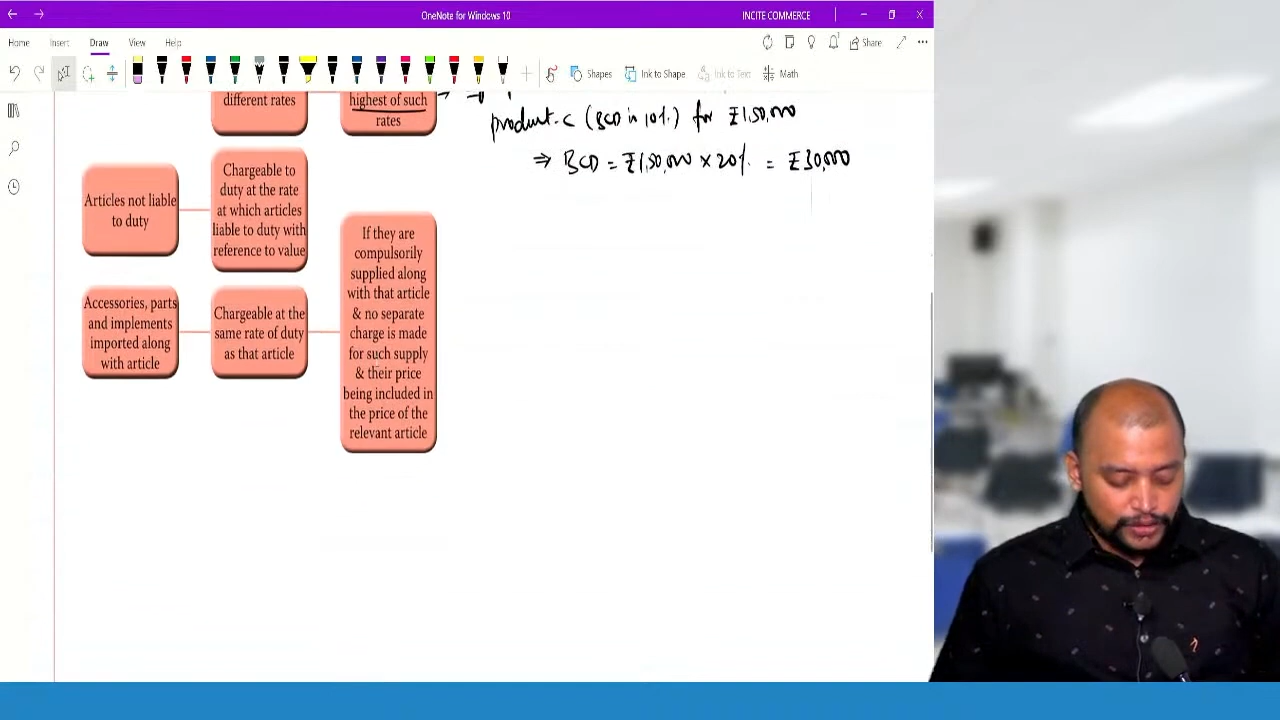 OneNote for Windows 10
INCITE COMMERCE
Home
Insert
Draw
View
Help
Share
Shapes
Ink to Shape
Ink to Text
Math
different rates
highest of such
rates
product-C (BCD in 10%) for ₹1,50,000
⇒ BCD = ₹1,50,000 × 20% = ₹30,000
Articles not liable
to duty
Chargeable to
duty at the rate
at which articles
liable to duty with
reference to value
Accessories, parts
and implements
imported along
with article
Chargeable at the
same rate of duty
as that article
If they are
compulsorily
supplied along
with that article
& no separate
charge is made
for such supply
& their price
being included in
the price of the
relevant article